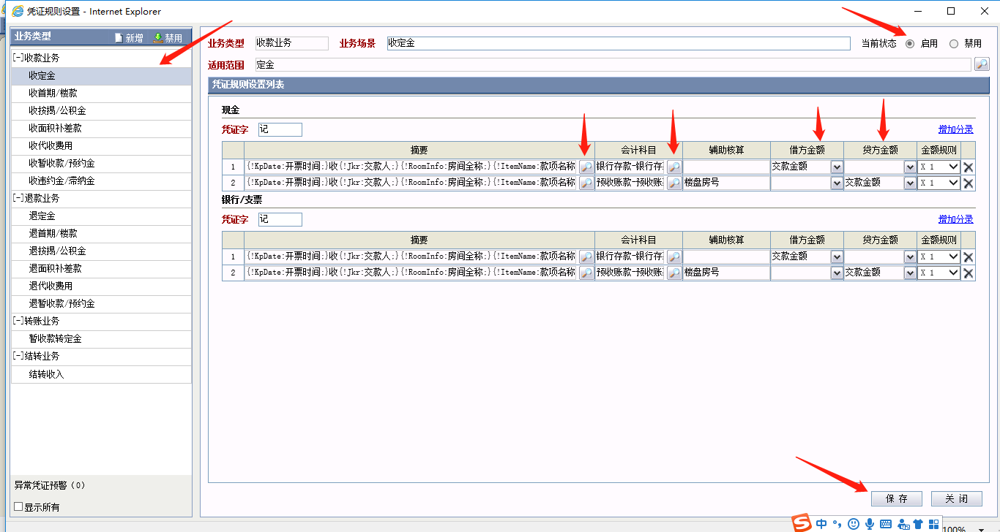 凭证规则设置 - Internet Explorer
业务类型 新增 禁用
[-]收款业务
收定金
收首期/楼款
收按揭/公积金
收面积补差款
收代收费用
收暂收款/预约金
收违约金/滞纳金
[-]退款业务
退定金
退首期/楼款
退按揭/公积金
退面积补差款
退代收费用
退暂收款/预约金
[-]转账业务
暂收款转定金
[-]结转业务
结转收入
异常凭证预警（0）
显示所有
业务类型 收款业务 业务场景 收定金 当前状态 启用 禁用
适用范围 定金
凭证规则设置列表
现金
凭证字 记 增加分录
摘要 会计科目 辅助核算 借方金额 贷方金额 金额规则
1 {!KpDate:开票时间;}收{!Jkr:交款人;}{!RoomInfo:房间全称;}{!ItemName:款项名称 银行存款-银行存 交款金额 X 1
2 {!KpDate:开票时间;}收{!Jkr:交款人;}{!RoomInfo:房间全称;}{!ItemName:款项名称 预收账款-预收账 楼盘房号 交款金额 X 1
银行/支票
凭证字 记 增加分录
摘要 会计科目 辅助核算 借方金额 贷方金额 金额规则
1 {!KpDate:开票时间;}收{!Jkr:交款人;}{!RoomInfo:房间全称;}{!ItemName:款项名称 银行存款-银行存 交款金额 X 1
2 {!KpDate:开票时间;}收{!Jkr:交款人;}{!RoomInfo:房间全称;}{!ItemName:款项名称 预收账款-预收账 楼盘房号 交款金额 X 1
保 存 关 闭
中
100%